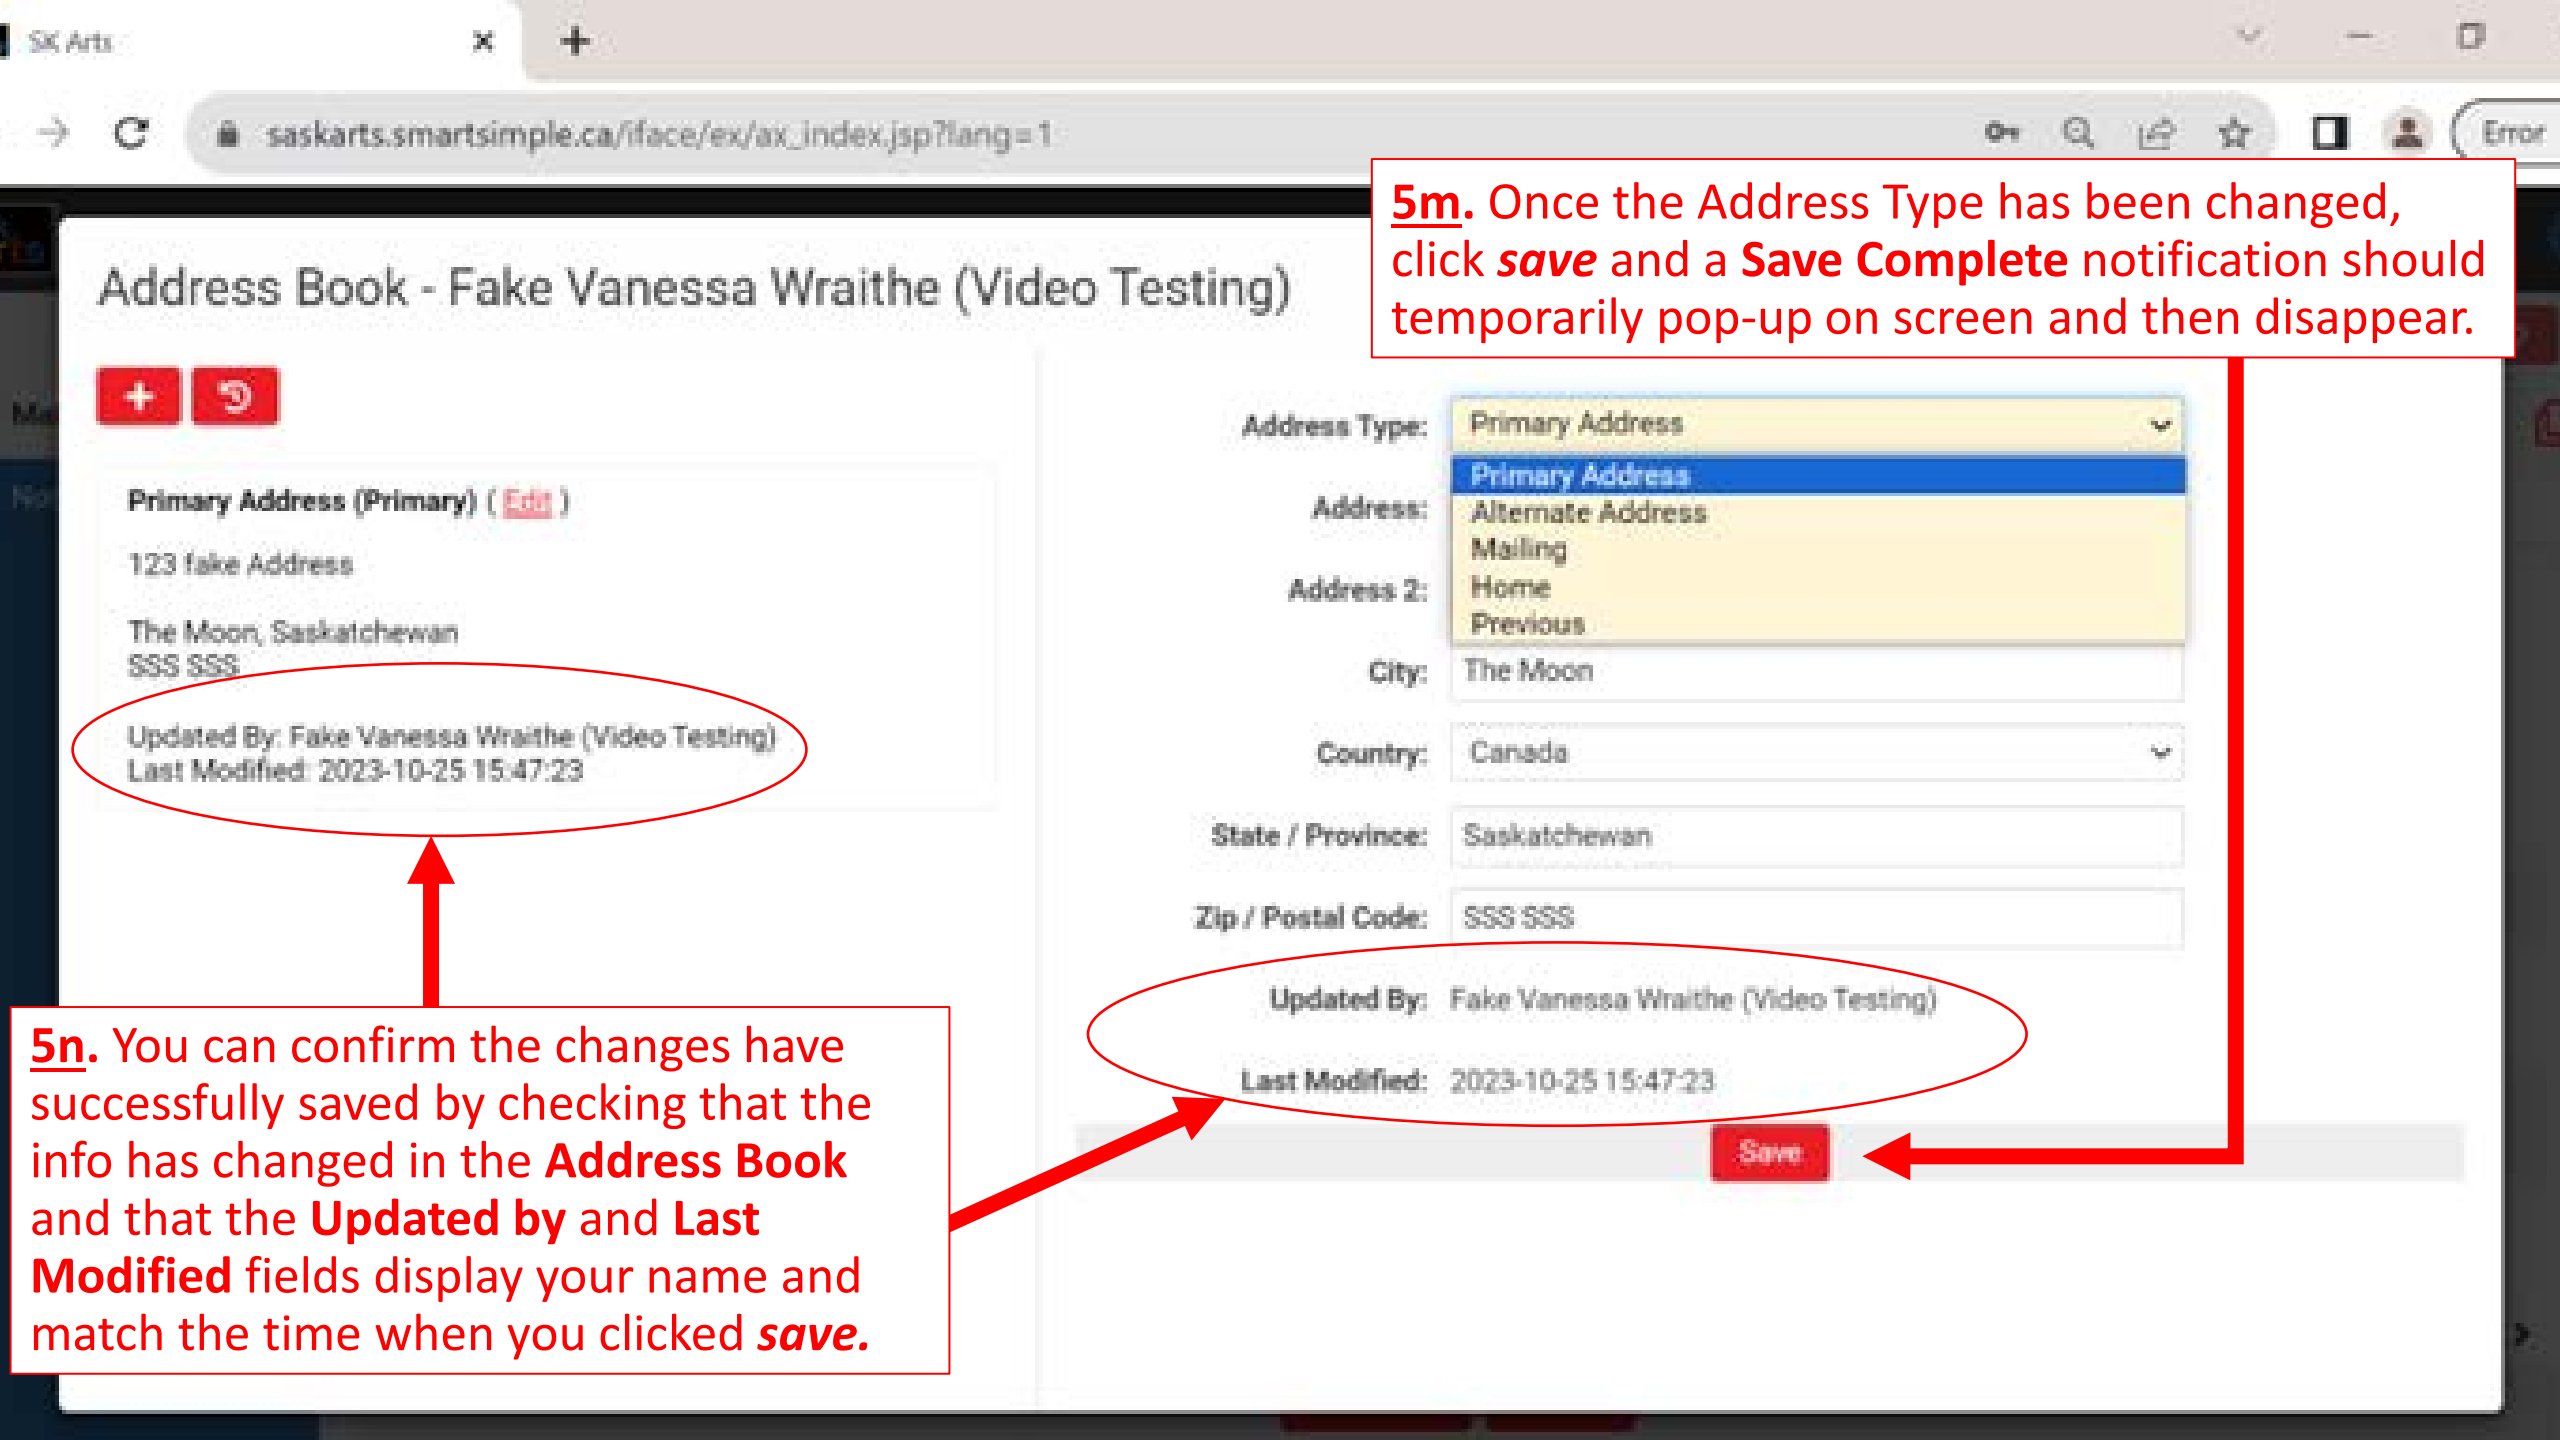 SK Arts
saskarts.smartsimple.ca/iface/ex/ax_index.jsp?lang=1
Error
5m. Once the Address Type has been changed,
click save and a Save Complete notification should
temporarily pop-up on screen and then disappear.
Address Book - Fake Vanessa Wraithe (Video Testing)
Primary Address (Primary) ( Edit )
123 fake Address
The Moon, Saskatchewan
SSS SSS
Updated By: Fake Vanessa Wraithe (Video Testing)
Last Modified: 2023-10-25 15:47:23
Address Type: Primary Address
Primary Address
Alternate Address
Mailing
Home
Previous
Address:
Address 2:
City: The Moon
Country: Canada
State / Province: Saskatchewan
Zip / Postal Code: SSS SSS
Updated By: Fake Vanessa Wraithe (Video Testing)
Last Modified: 2023-10-25 15:47:23
Save
5n. You can confirm the changes have
successfully saved by checking that the
info has changed in the Address Book
and that the Updated by and Last
Modified fields display your name and
match the time when you clicked save.